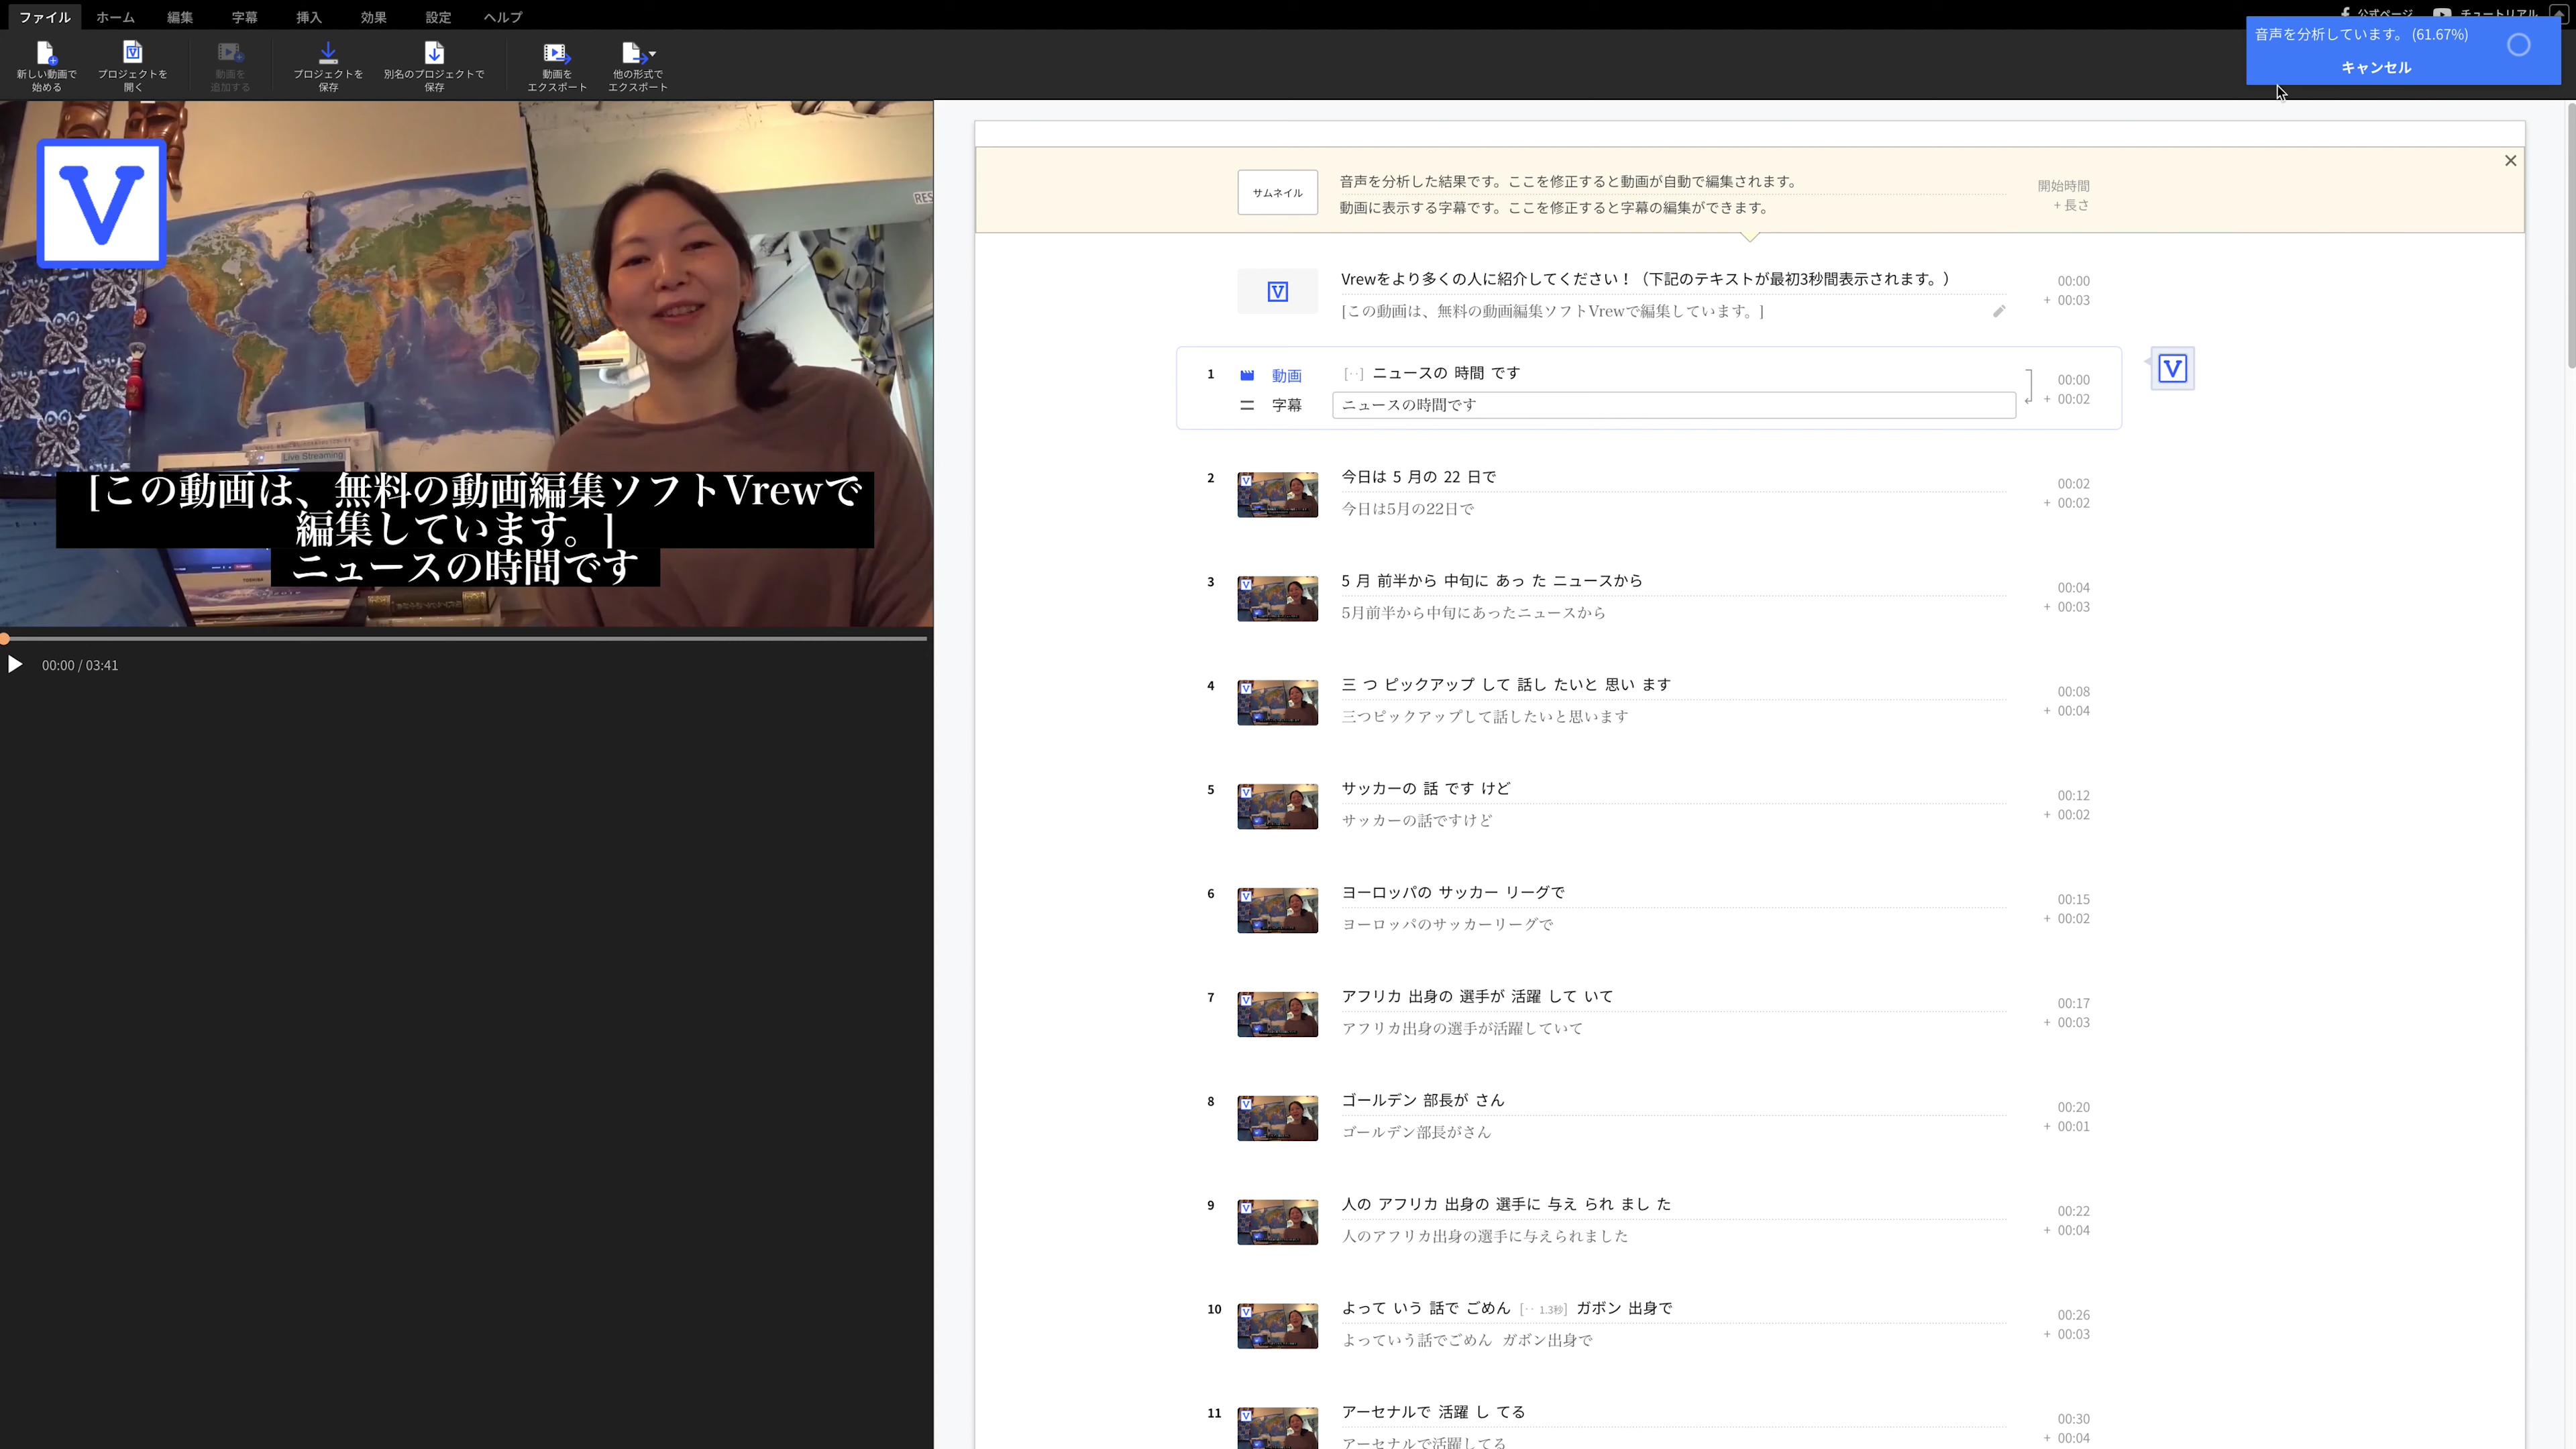 ファイル ホーム 編集 字幕 挿入 効果 設定 ヘルプ
公式ページ チュートリアル
音声を分析しています。 (61.67%)
キャンセル
新しい動画で
始める
プロジェクトを
開く
動画を
追加する
プロジェクトを
保存
別名のプロジェクトで
保存
動画を
エクスポート
他の形式で
エクスポート
V
RES
Live Streaming
[この動画は、無料の動画編集ソフトVrewで
編集しています。]
ニュースの時間です
TOSHIBA
00:00 / 03:41
サムネイル
音声を分析した結果です。ここを修正すると動画が自動で編集されます。
動画に表示する字幕です。ここを修正すると字幕の編集ができます。
開始時間
+ 長さ
V
Vrewをより多くの人に紹介してください！（下記のテキストが最初3秒間表示されます。）
[この動画は、無料の動画編集ソフトVrewで編集しています。]
00:00
+ 00:03
1 動画 [··] ニュースの 時間 です
字幕 ニュースの時間です
00:00
+ 00:02
V
2 今日は 5 月の 22 日で
今日は5月の22日で
00:02
+ 00:02
3 5 月 前半から 中旬に あっ た ニュースから
5月前半から中旬にあったニュースから
00:04
+ 00:03
4 三 つ ピックアップ して 話し たいと 思い ます
三つピックアップして話したいと思います
00:08
+ 00:04
5 サッカーの 話 です けど
サッカーの話ですけど
00:12
+ 00:02
6 ヨーロッパの サッカー リーグで
ヨーロッパのサッカーリーグで
00:15
+ 00:02
7 アフリカ 出身の 選手が 活躍 して いて
アフリカ出身の選手が活躍していて
00:17
+ 00:03
8 ゴールデン 部長が さん
ゴールデン部長がさん
00:20
+ 00:01
9 人の アフリカ 出身の 選手に 与え られ まし た
人のアフリカ出身の選手に与えられました
00:22
+ 00:04
10 よって いう 話で ごめん [·· 1.3秒] ガボン 出身で
よっていう話でごめん ガボン出身で
00:26
+ 00:03
11 アーセナルで 活躍 し てる
アーセナルで活躍してる
00:30
+ 00:04